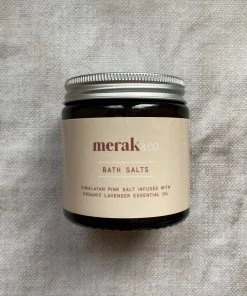 merak&co
BATH SALTS
HIMALAYAN PINK SALT INFUSED WITH
ORGANIC LAVENDER ESSENTIAL OIL